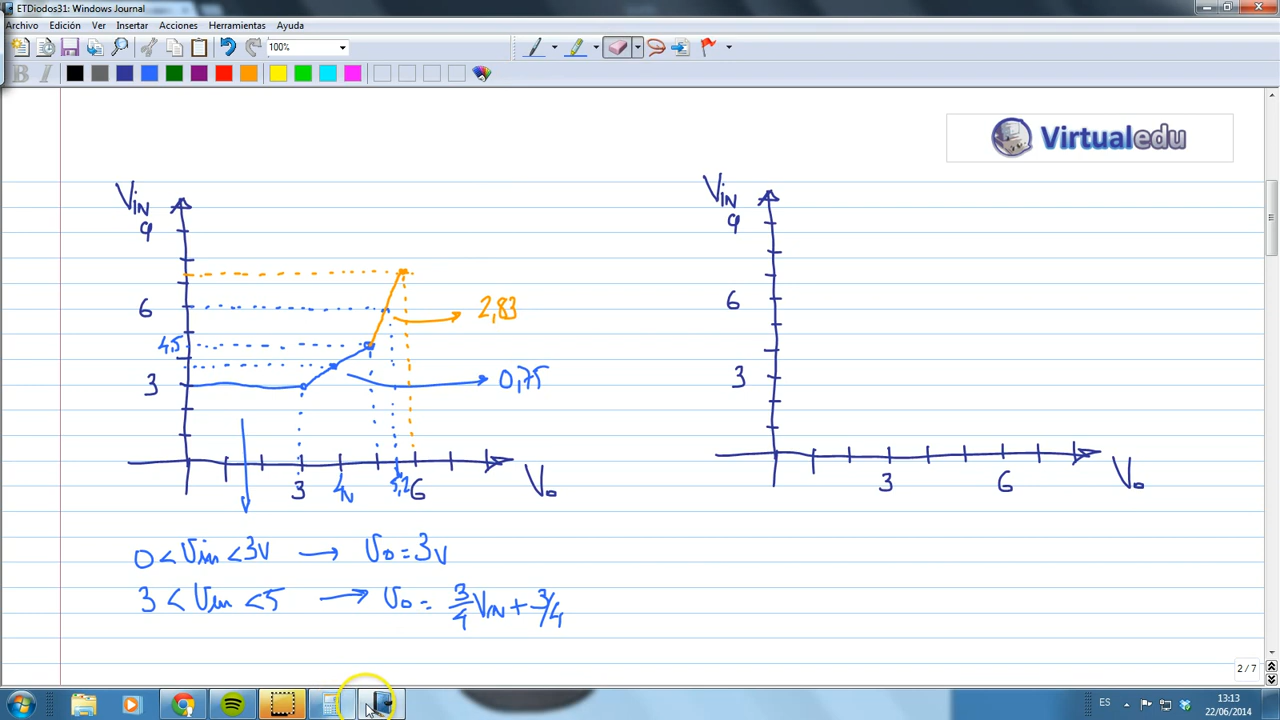 ETDiodos31: Windows Journal
Archivo Edición Ver Insertar Acciones Herramientas Ayuda
100%
Virtualedu
Vin
9
6
4,5
3
2,83
0,75
3 4v 5,2 6
Vo
0 < Vin < 3v → Vo = 3v
3 < Vin < 5 → Vo = 3/4 Vin + 3/4
Vin
9
6
3
3 6
Vo
2/7
ES
13:13
22/06/2014